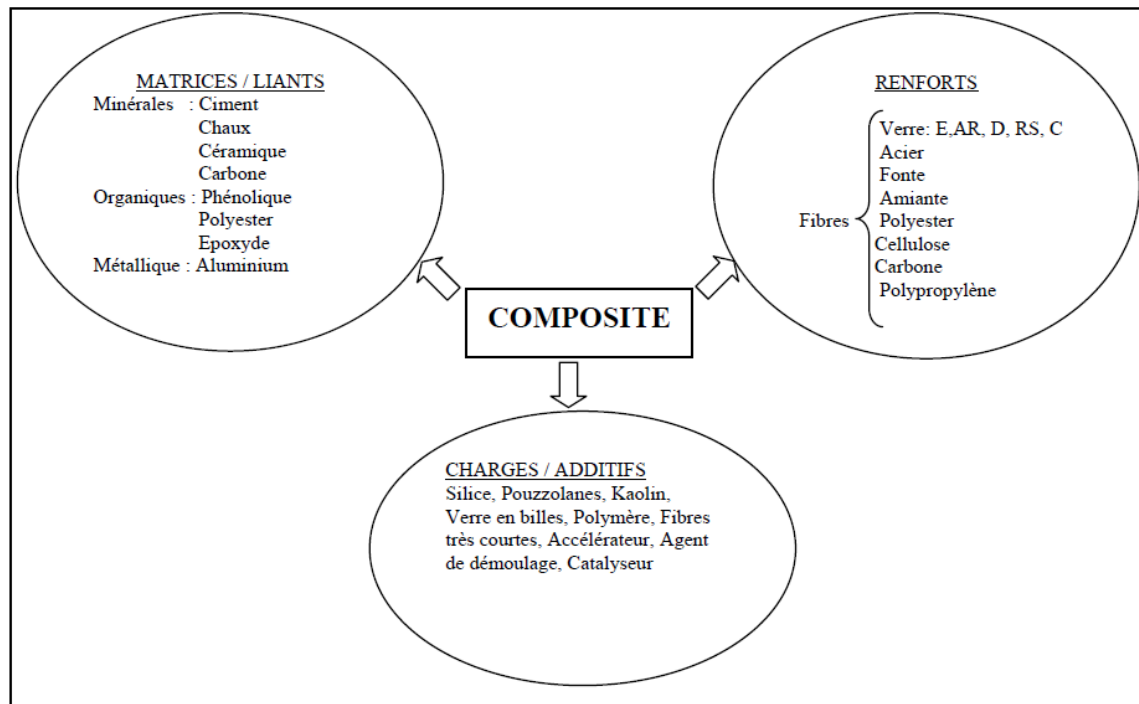 MATRICES / LIANTS
Minérales : Ciment
Chaux
Céramique
Carbone
Organiques : Phénolique
Polyester
Epoxyde
Métallique : Aluminium
RENFORTS
Fibres
Verre: E,AR, D, RS, C
Acier
Fonte
Amiante
Polyester
Cellulose
Carbone
Polypropylène
COMPOSITE
CHARGES / ADDITIFS
Silice, Pouzzolanes, Kaolin,
Verre en billes, Polymère, Fibres
très courtes, Accélérateur, Agent
de démoulage, Catalyseur